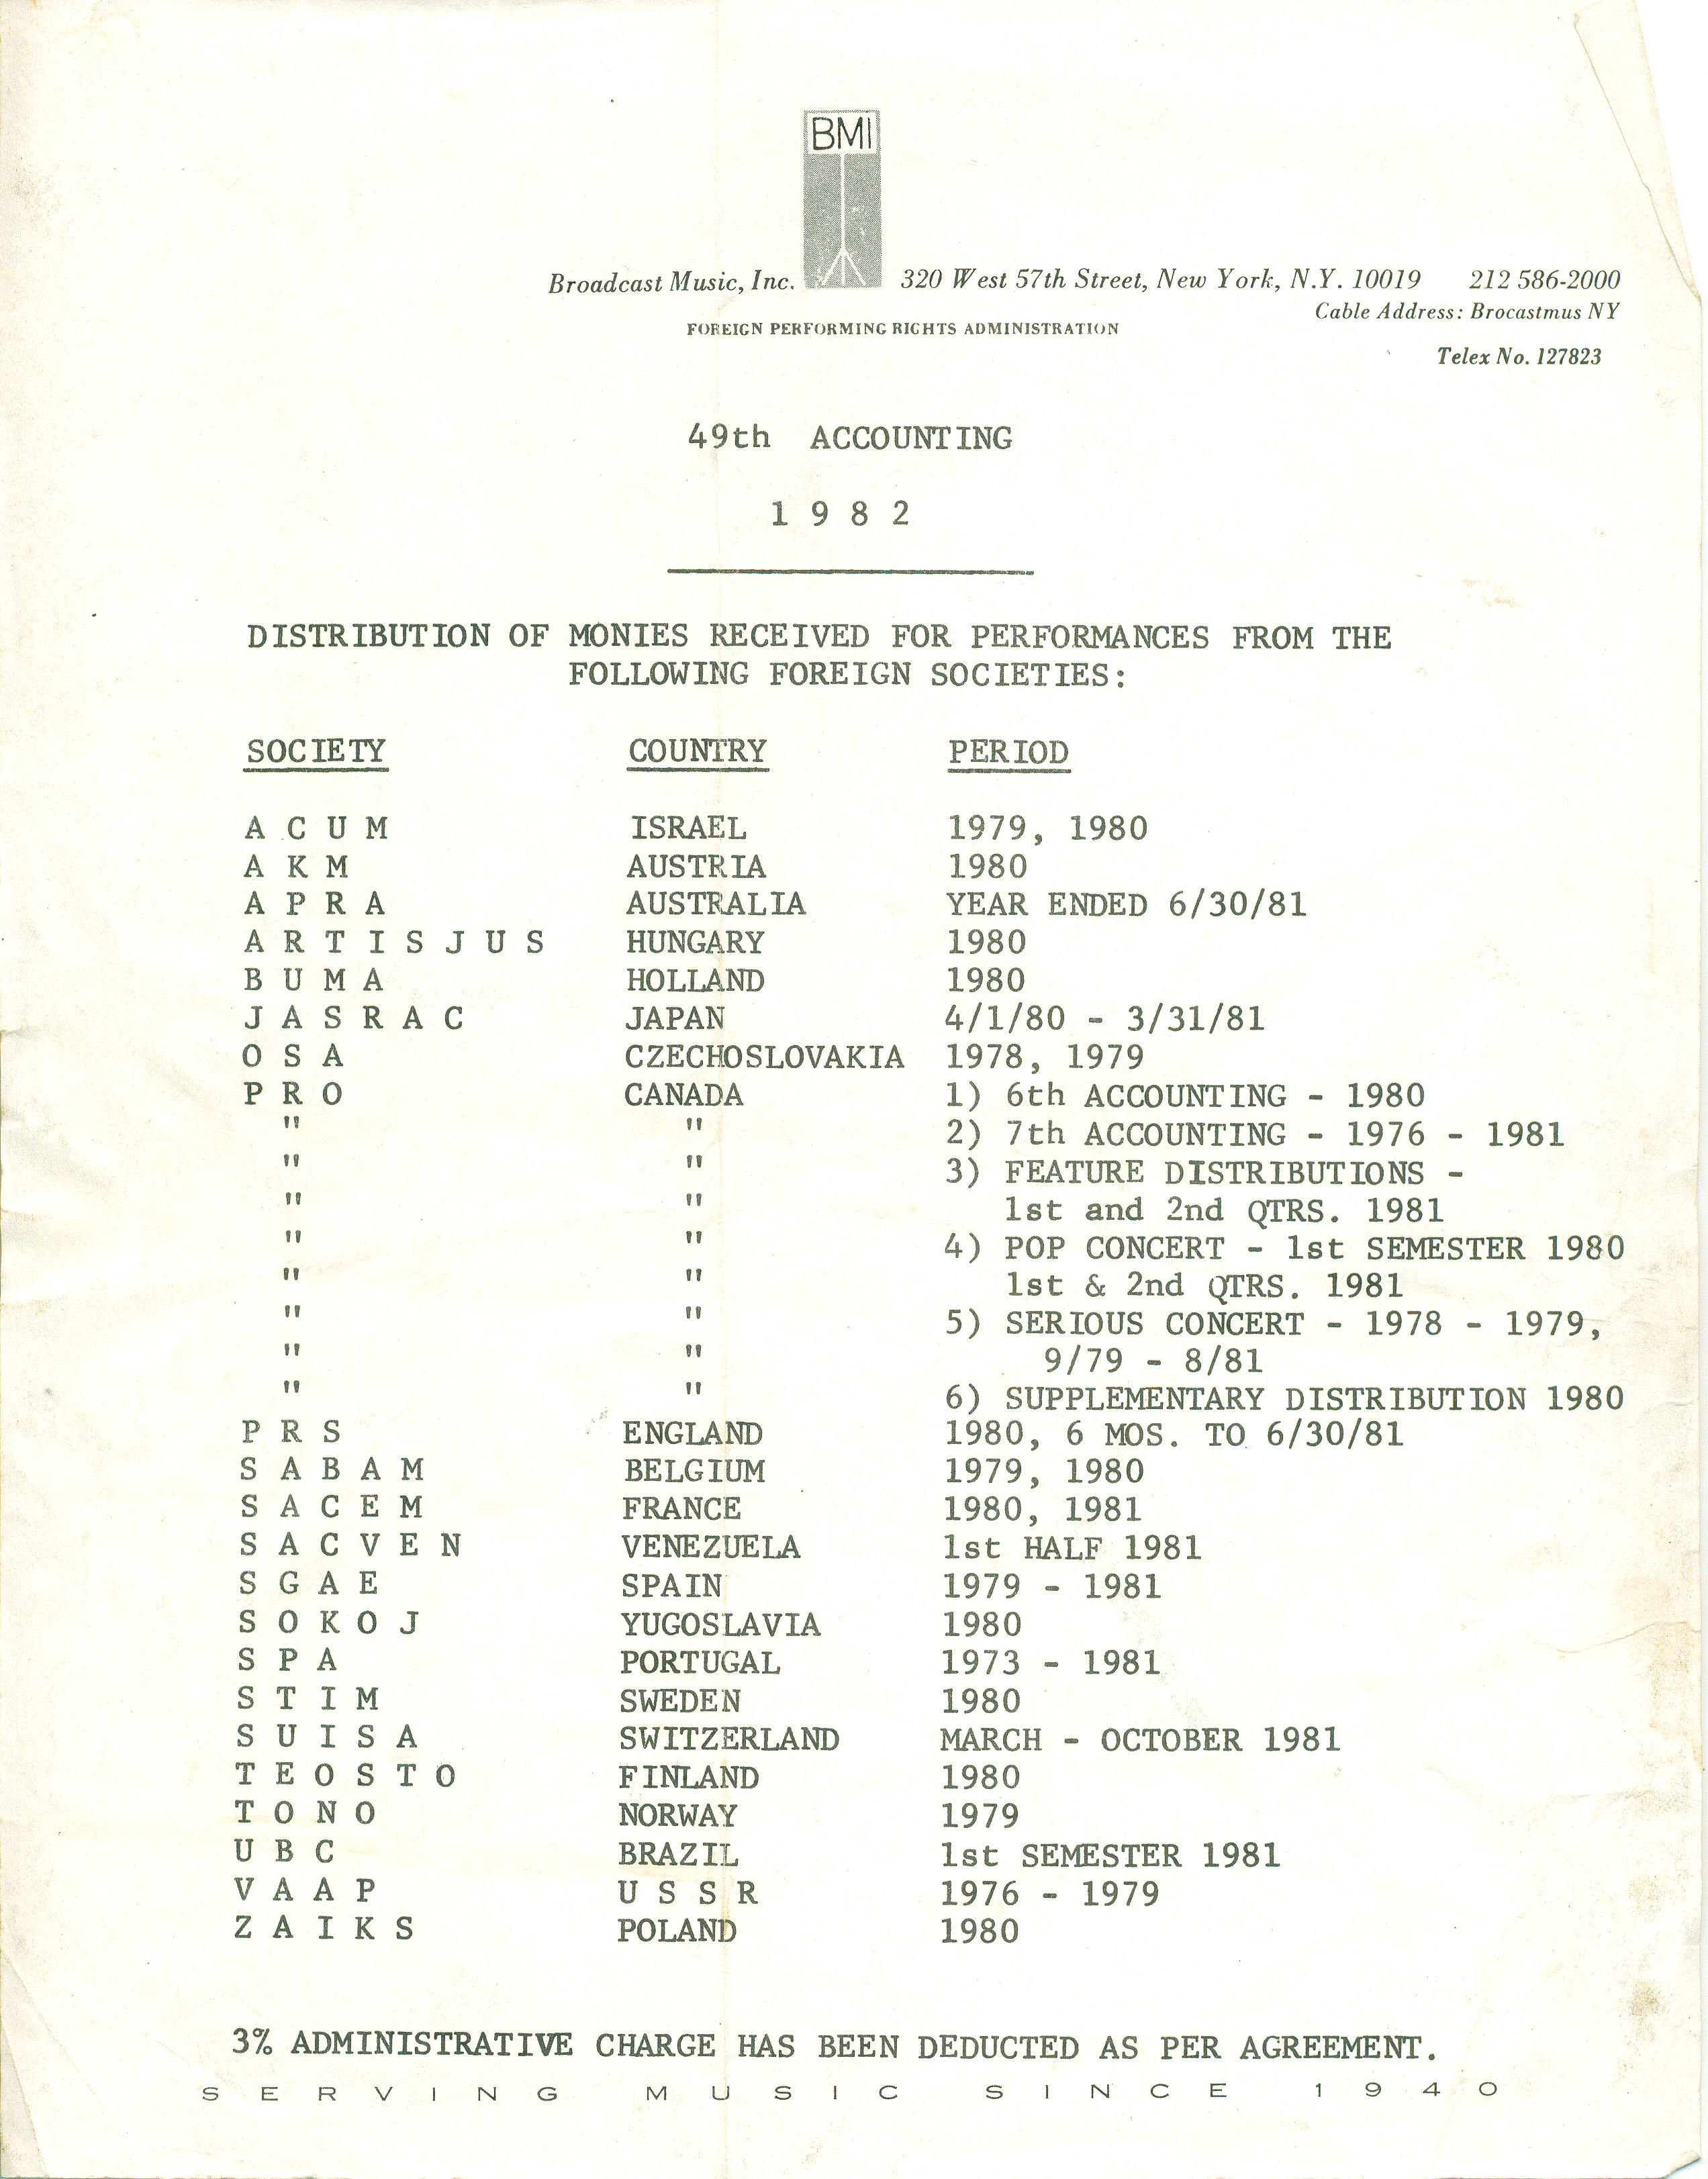 BMI
Broadcast Music, Inc. 320 West 57th Street, New York, N.Y. 10019 212 586-2000
Cable Address: Brocastmus NY
FOREIGN PERFORMING RIGHTS ADMINISTRATION
Telex No. 127823
49th ACCOUNTING
1 9 8 2
DISTRIBUTION OF MONIES RECEIVED FOR PERFORMANCES FROM THE
FOLLOWING FOREIGN SOCIETIES:
SOCIETY COUNTRY PERIOD
A C U M ISRAEL 1979, 1980
A K M AUSTRIA 1980
A P R A AUSTRALIA YEAR ENDED 6/30/81
A R T I S J U S HUNGARY 1980
B U M A HOLLAND 1980
J A S R A C JAPAN 4/1/80 - 3/31/81
O S A CZECHOSLOVAKIA 1978, 1979
P R O CANADA 1) 6th ACCOUNTING - 1980
" " 2) 7th ACCOUNTING - 1976 - 1981
" " 3) FEATURE DISTRIBUTIONS -
" " 1st and 2nd QTRS. 1981
" " 4) POP CONCERT - 1st SEMESTER 1980
" " 1st & 2nd QTRS. 1981
" " 5) SERIOUS CONCERT - 1978 - 1979,
" " 9/79 - 8/81
" " 6) SUPPLEMENTARY DISTRIBUTION 1980
P R S ENGLAND 1980, 6 MOS. TO 6/30/81
S A B A M BELGIUM 1979, 1980
S A C E M FRANCE 1980, 1981
S A C V E N VENEZUELA 1st HALF 1981
S G A E SPAIN 1979 - 1981
S O K O J YUGOSLAVIA 1980
S P A PORTUGAL 1973 - 1981
S T I M SWEDEN 1980
S U I S A SWITZERLAND MARCH - OCTOBER 1981
T E O S T O FINLAND 1980
T O N O NORWAY 1979
U B C BRAZIL 1st SEMESTER 1981
V A A P U S S R 1976 - 1979
Z A I K S POLAND 1980
3% ADMINISTRATIVE CHARGE HAS BEEN DEDUCTED AS PER AGREEMENT.
S E R V I N G M U S I C S I N C E 1 9 4 0